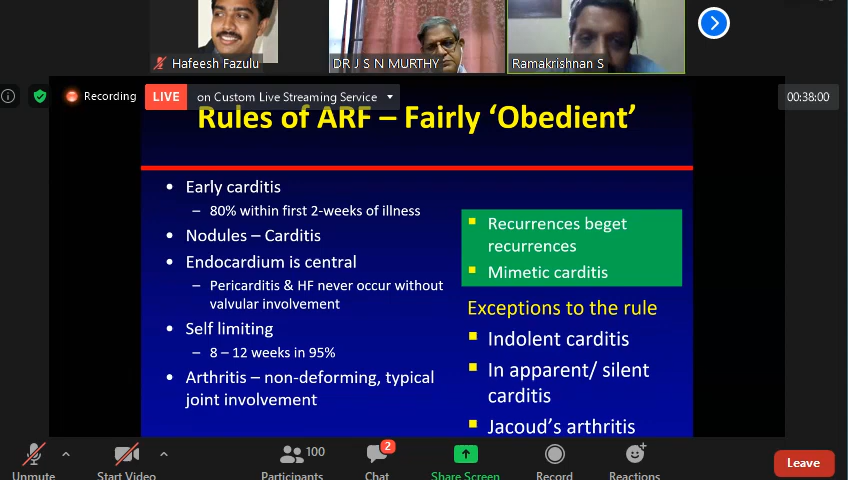 Hafeesh Fazulu
DR J S N MURTHY
Ramakrishnan S
Recording
LIVE
on Custom Live Streaming Service
00:38:00
Rules of ARF – Fairly ‘Obedient’
• Early carditis
– 80% within first 2-weeks of illness
• Nodules – Carditis
• Endocardium is central
– Pericarditis & HF never occur without
valvular involvement
• Self limiting
– 8 – 12 weeks in 95%
• Arthritis – non-deforming, typical
joint involvement
Recurrences beget
recurrences
Mimetic carditis
Exceptions to the rule
Indolent carditis
In apparent/ silent
carditis
Jacoud’s arthritis
Unmute
Start Video
100
Participants
2
Chat
Share Screen
Record
Reactions
Leave